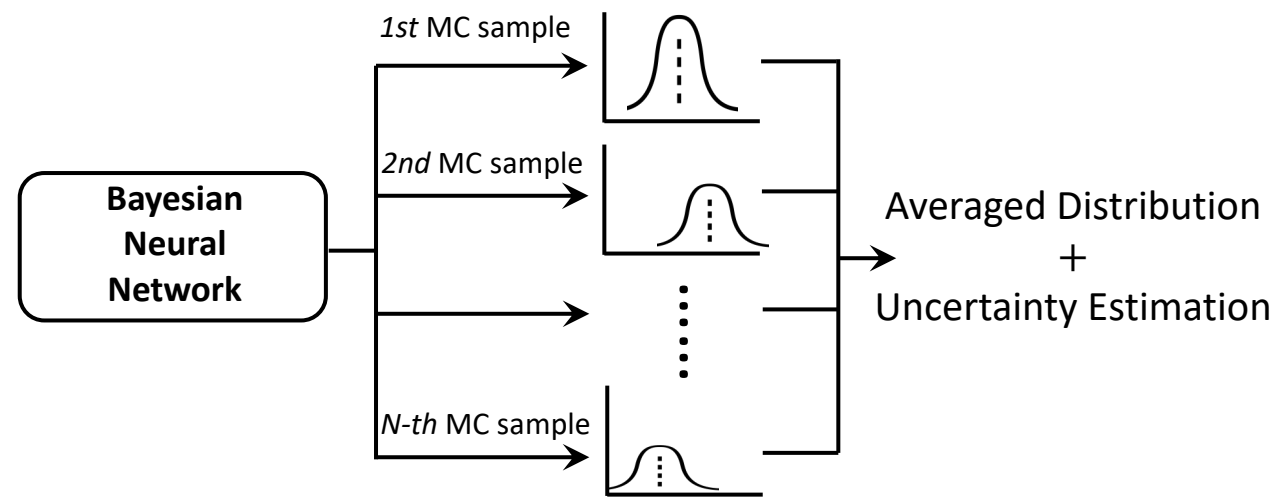 1st MC sample
2nd MC sample
Bayesian
Neural
Network
N-th MC sample
Averaged Distribution
+
Uncertainty Estimation